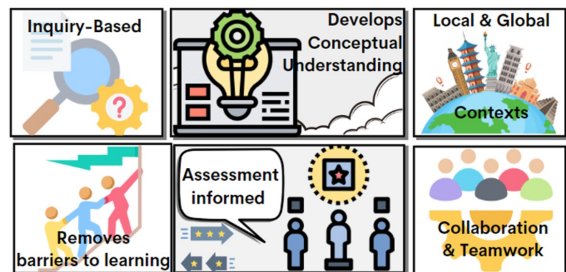 Inquiry-Based
Develops
Conceptual
Understanding
Local & Global
Contexts
Removes
barriers to learning
Assessment
informed
Collaboration
& Teamwork